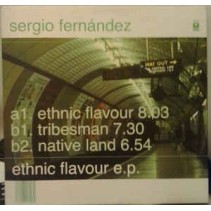 sergio fernández
WAY OUT
a1. ethnic flavour 8.03
b1. tribesman 7.30
b2. native land 6.54
ethnic flavour e.p.